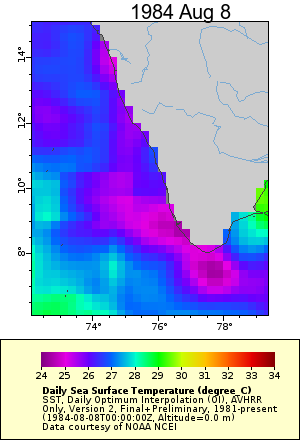 1984 Aug 8
14°
12°
10°
8°
74° 76° 78°
24 25 26 27 28 29 30 31 32 33 34
Daily Sea Surface Temperature (degree_C)
SST, Daily Optimum Interpolation (OI), AVHRR
Only, Version 2, Final+Preliminary, 1981-present
(1984-08-08T00:00:00Z, Altitude=0.0 m)
Data courtesy of NOAA NCEI